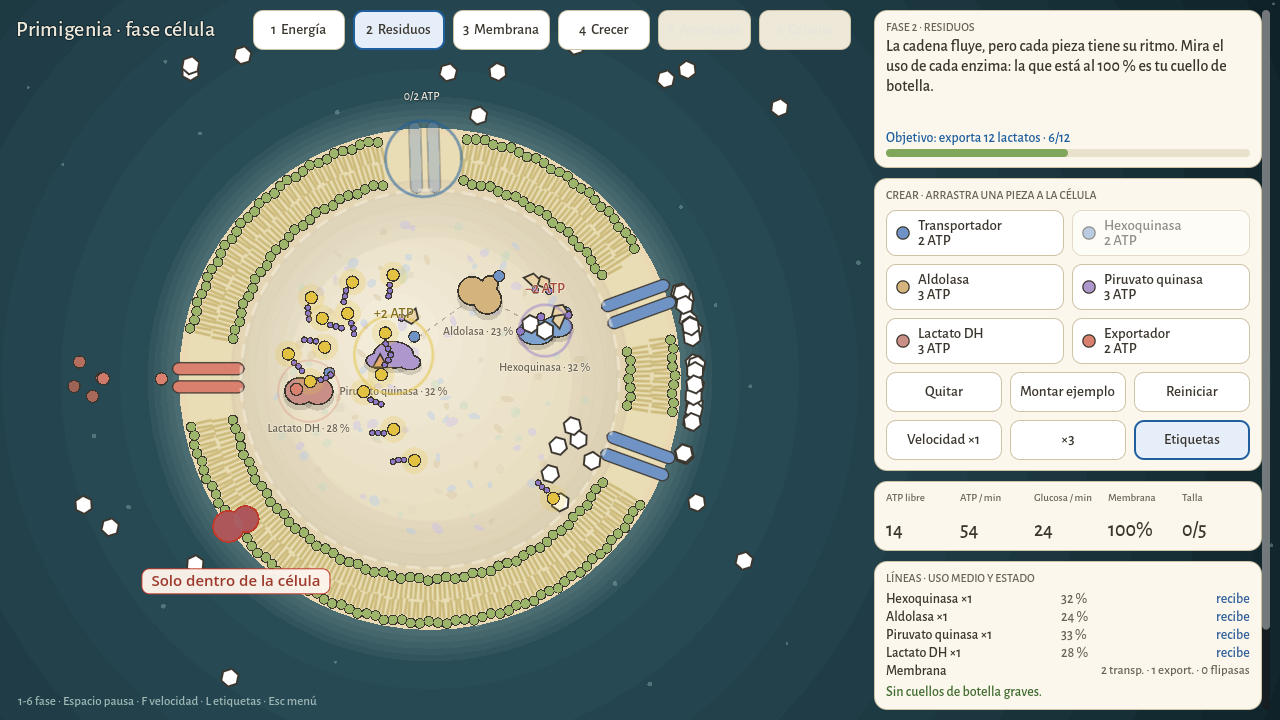 Primigenia · fase célula
1 Energía
2 Residuos
3 Membrana
4 Crecer
0/2 ATP
-2 ATP
+2 ATP
Aldolasa · 23 %
Hexoquinasa · 32 %
Piruvato quinasa · 32 %
Lactato DH · 28 %
Solo dentro de la célula
1-6 fase · Espacio pausa · F velocidad · L etiquetas · Esc menú
FASE 2 · RESIDUOS
La cadena fluye, pero cada pieza tiene su ritmo. Mira el
uso de cada enzima: la que está al 100 % es tu cuello de
botella.
Objetivo: exporta 12 lactatos · 6/12
CREAR · ARRASTRA UNA PIEZA A LA CÉLULA
Transportador
2 ATP
Hexoquinasa
2 ATP
Aldolasa
3 ATP
Piruvato quinasa
3 ATP
Lactato DH
3 ATP
Exportador
2 ATP
Quitar
Montar ejemplo
Reiniciar
Velocidad ×1
×3
Etiquetas
ATP libre ATP / min Glucosa / min Membrana Talla
14 54 24 100% 0/5
LÍNEAS · USO MEDIO Y ESTADO
Hexoquinasa ×1 32 % recibe
Aldolasa ×1 24 % recibe
Piruvato quinasa ×1 33 % recibe
Lactato DH ×1 28 % recibe
Membrana 2 transp. · 1 export. · 0 flipasas
Sin cuellos de botella graves.